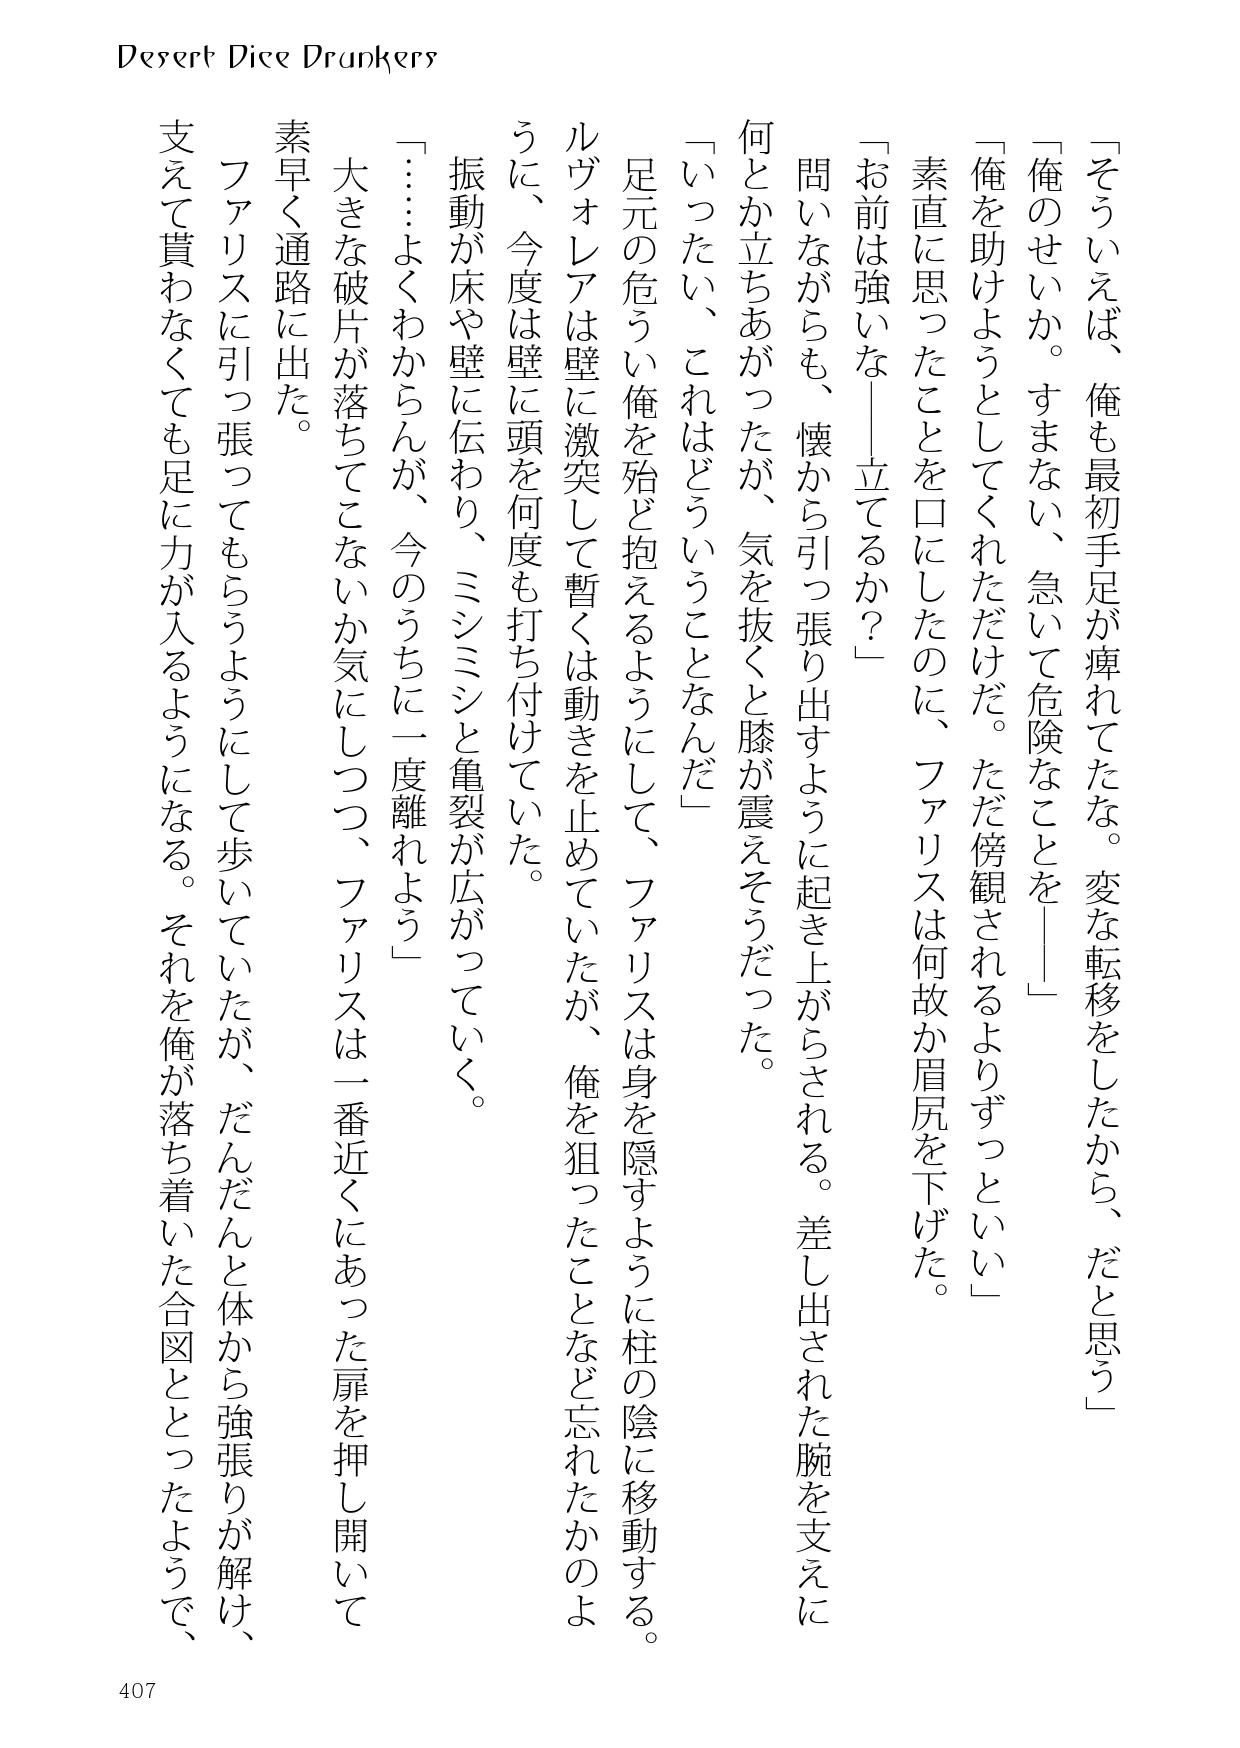 Desert Dice Drunkers
「そういえば、俺も最初手足が痺れてたな。変な転移をしたから、だと思う」
「俺のせいか。すまない、急いて危険なことを――」
「俺を助けようとしてくれただけだ。ただ傍観されるよりずっといい」
　素直に思ったことを口にしたのに、ファリスは何故か眉尻を下げた。
「お前は強いな――立てるか？」
　問いながらも、懐から引っ張り出すように起き上がらされる。差し出された腕を支えに
何とか立ちあがったが、気を抜くと膝が震えそうだった。
「いったい、これはどういうことなんだ」
　足元の危うい俺を殆ど抱えるようにして、ファリスは身を隠すように柱の陰に移動する。
ルヴォレアは壁に激突して暫くは動きを止めていたが、俺を狙ったことなど忘れたかのよ
うに、今度は壁に頭を何度も打ち付けていた。
　振動が床や壁に伝わり、ミシミシと亀裂が広がっていく。
「……よくわからんが、今のうちに一度離れよう」
　大きな破片が落ちてこないか気にしつつ、ファリスは一番近くにあった扉を押し開いて
素早く通路に出た。
　ファリスに引っ張ってもらうようにして歩いていたが、だんだんと体から強張りが解け、
支えて貰わなくても足に力が入るようになる。それを俺が落ち着いた合図ととったようで、
407